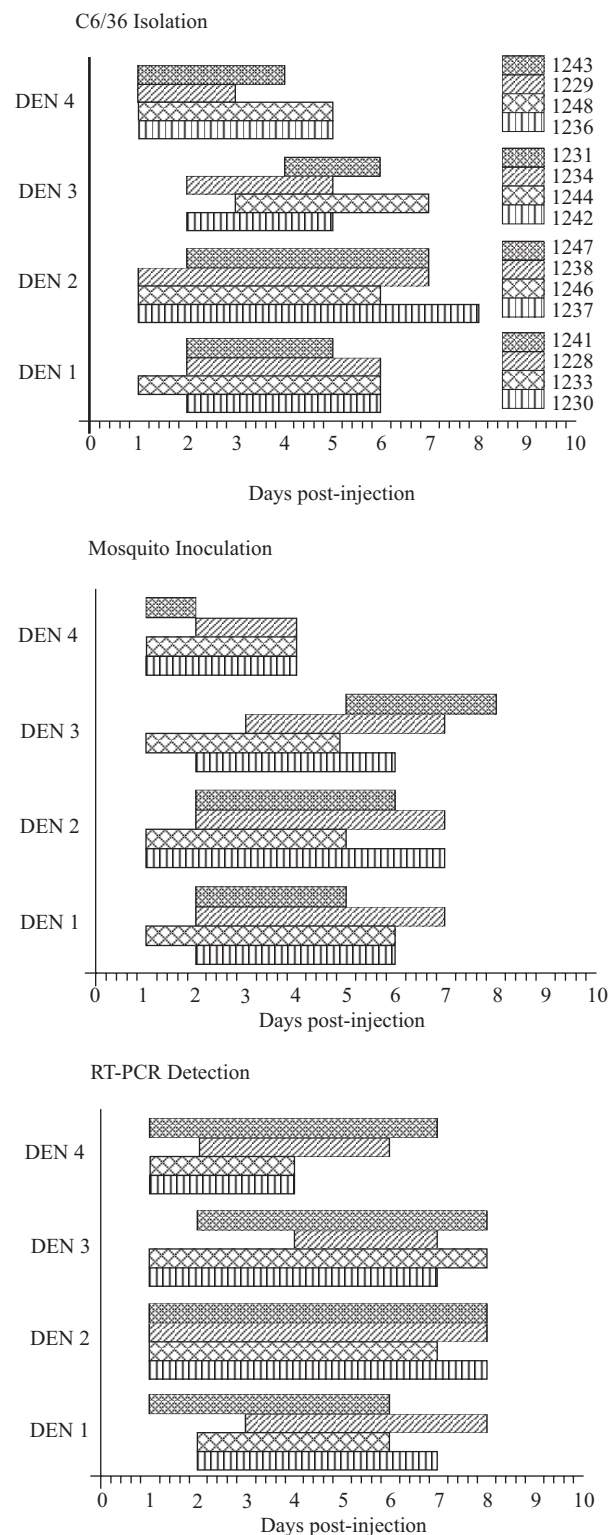 C6/36 Isolation
DEN 4
1243
1229
1248
1236
DEN 3
1231
1234
1244
1242
DEN 2
1247
1238
1246
1237
DEN 1
1241
1228
1233
1230
0 1 2 3 4 5 6 7 8 9 10
Days post-injection
Mosquito Inoculation
DEN 4
DEN 3
DEN 2
DEN 1
0 1 2 3 4 5 6 7 8 9 10
Days post-injection
RT-PCR Detection
DEN 4
DEN 3
DEN 2
DEN 1
0 1 2 3 4 5 6 7 8 9 10
Days post-injection